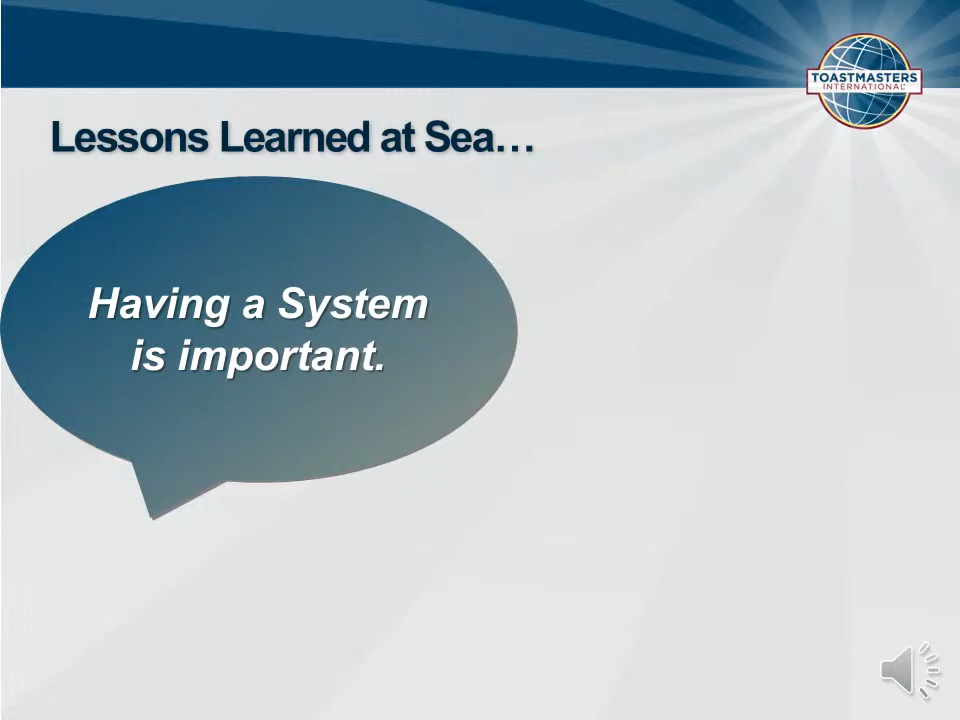 TOASTMASTERS
INTERNATIONAL
Lessons Learned at Sea…
Having a System
is important.